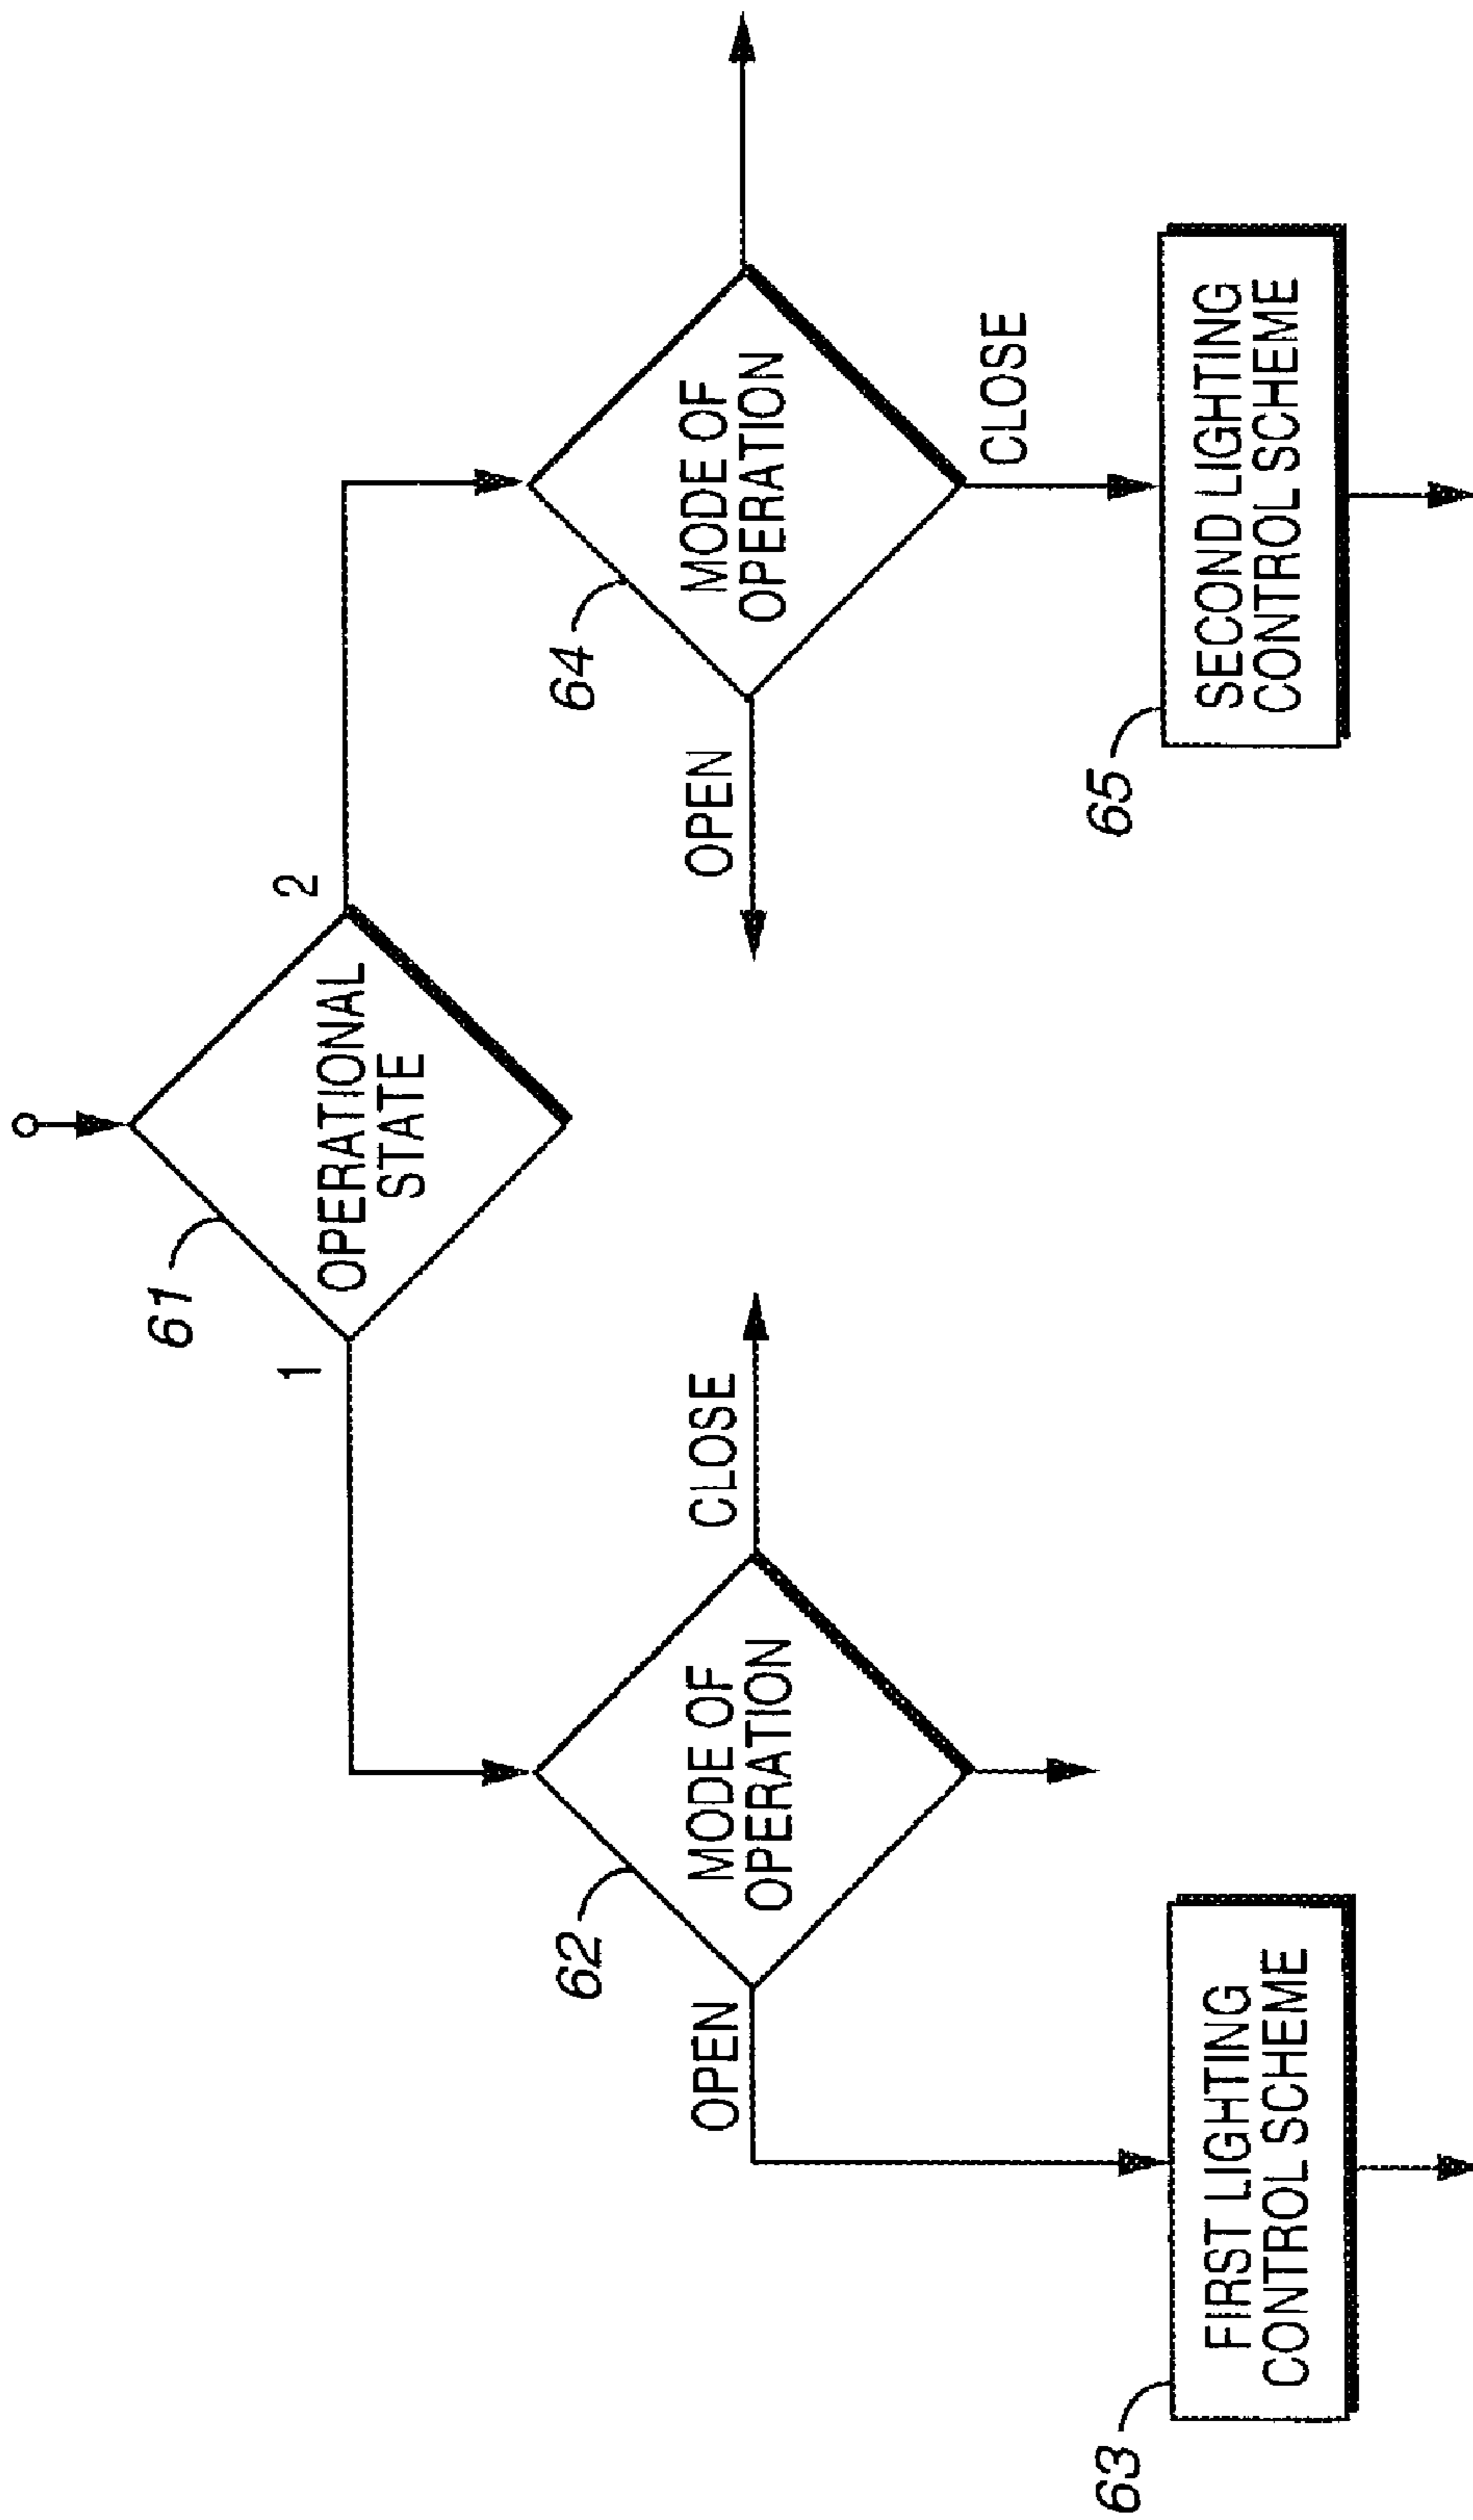 61
OPERATIONAL
STATE
1
2
62
MODE OF
OPERATION
OPEN
CLOSE
64
MODE OF
OPERATION
OPEN
CLOSE
63
FIRST LIGHTING
CONTROL SCHEME
65
SECOND LIGHTING
CONTROL SCHEME